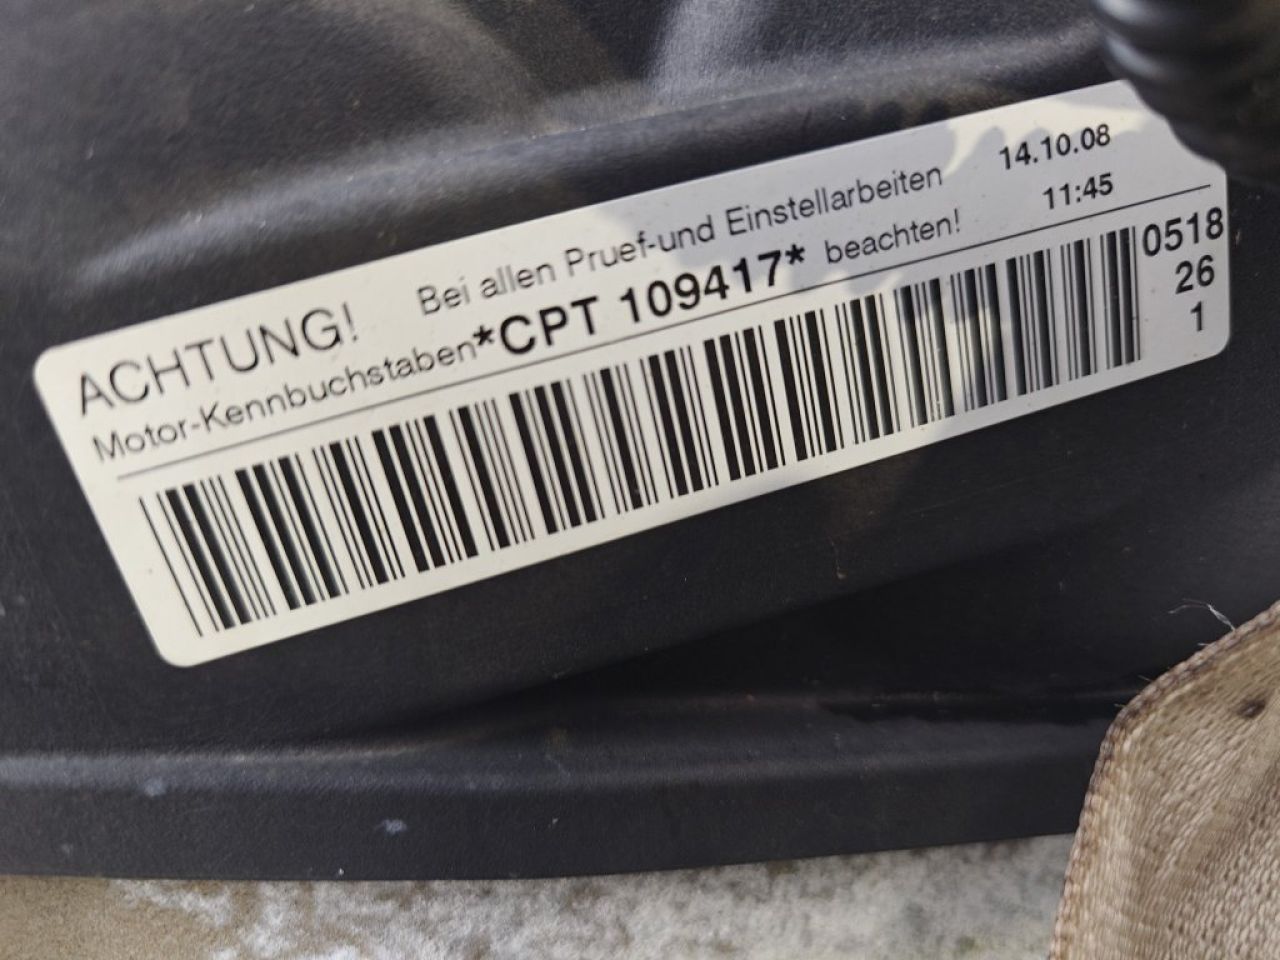 ACHTUNG! Bei allen Pruef-und Einstellarbeiten 14.10.08
Motor-Kennbuchstaben*CPT 109417* beachten! 11:45
0518
26
1